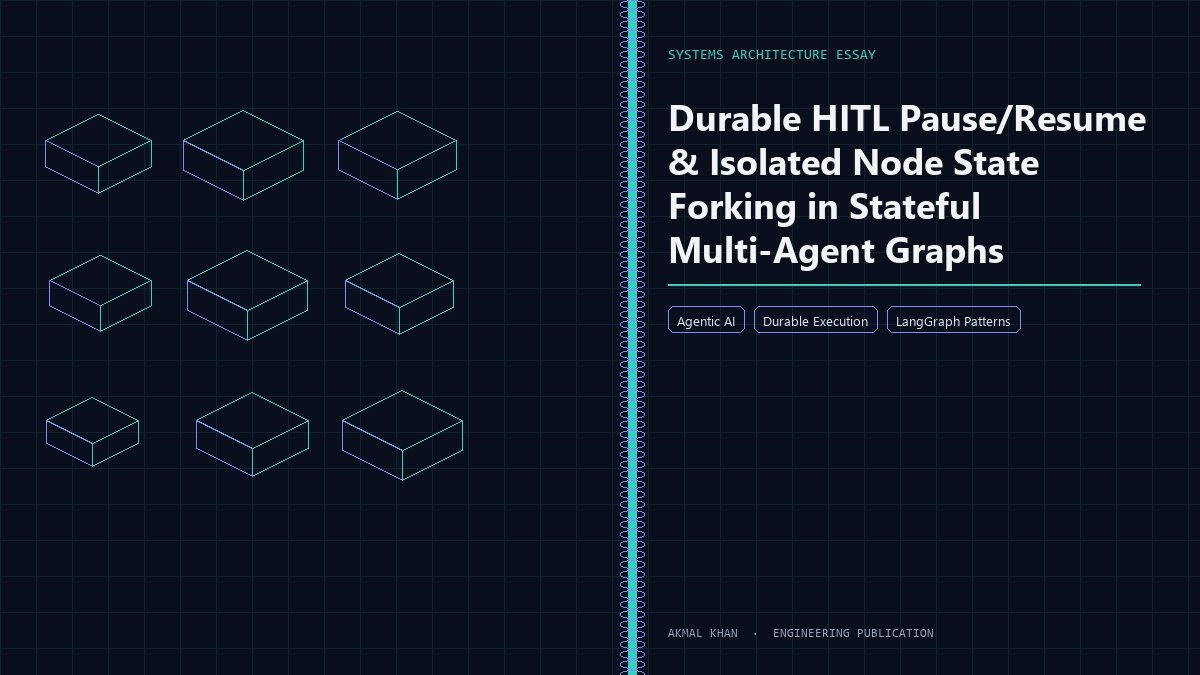 SYSTEMS ARCHITECTURE ESSAY
Durable HITL Pause/Resume
& Isolated Node State
Forking in Stateful
Multi-Agent Graphs
Agentic AI
Durable Execution
LangGraph Patterns
AKMAL KHAN · ENGINEERING PUBLICATION